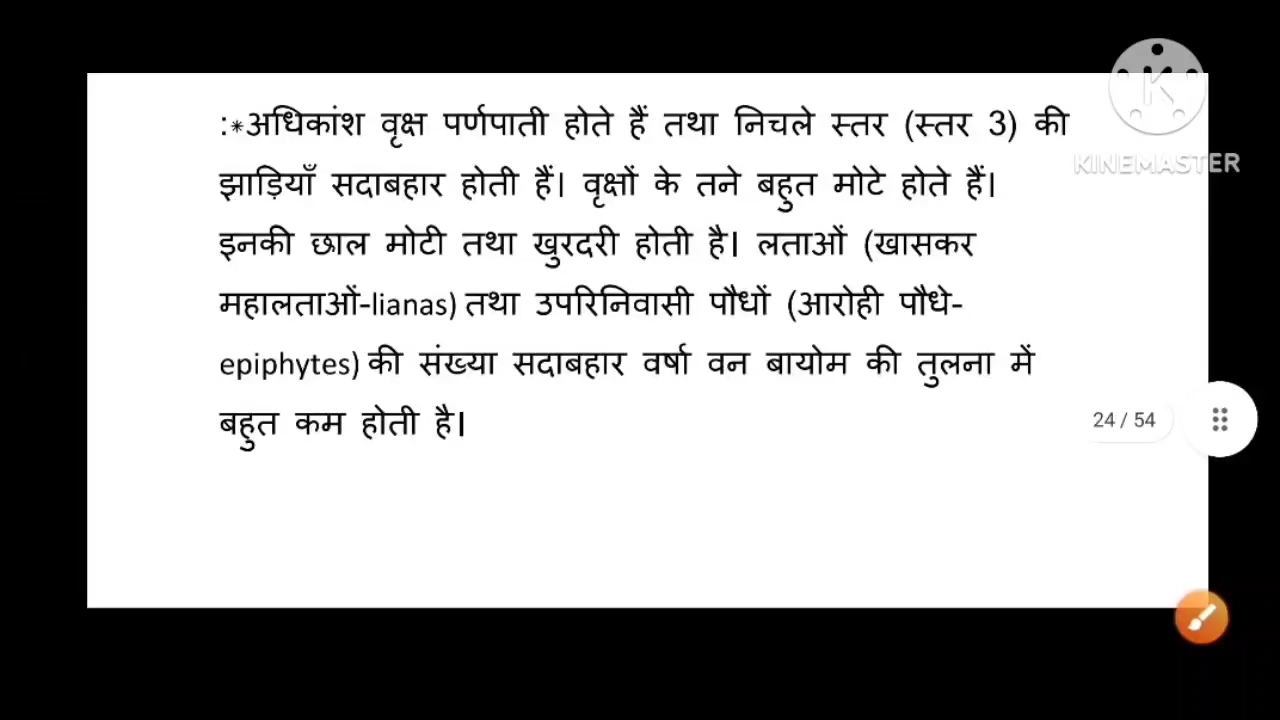 :*अधिकांश वृक्ष पर्णपाती होते हैं तथा निचले स्तर (स्तर 3) की
झाड़ियाँ सदाबहार होती हैं। वृक्षों के तने बहुत मोटे होते हैं।
इनकी छाल मोटी तथा खुरदरी होती है। लताओं (खासकर
महालताओं-lianas) तथा उपरिनिवासी पौधों (आरोही पौधे-
epiphytes) की संख्या सदाबहार वर्षा वन बायोम की तुलना में
बहुत कम होती है।
K
KINEMASTER
24 / 54